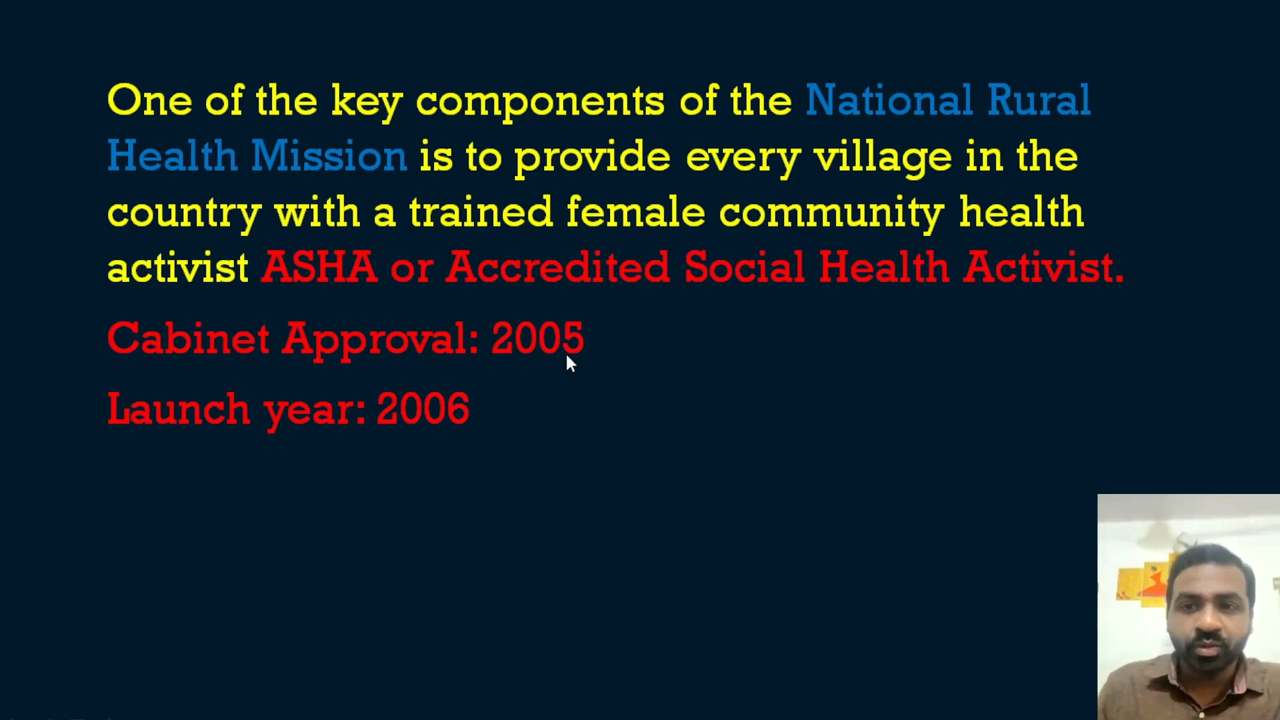 One of the key components of the National Rural
Health Mission is to provide every village in the
country with a trained female community health
activist ASHA or Accredited Social Health Activist.
Cabinet Approval: 2005
Launch year: 2006